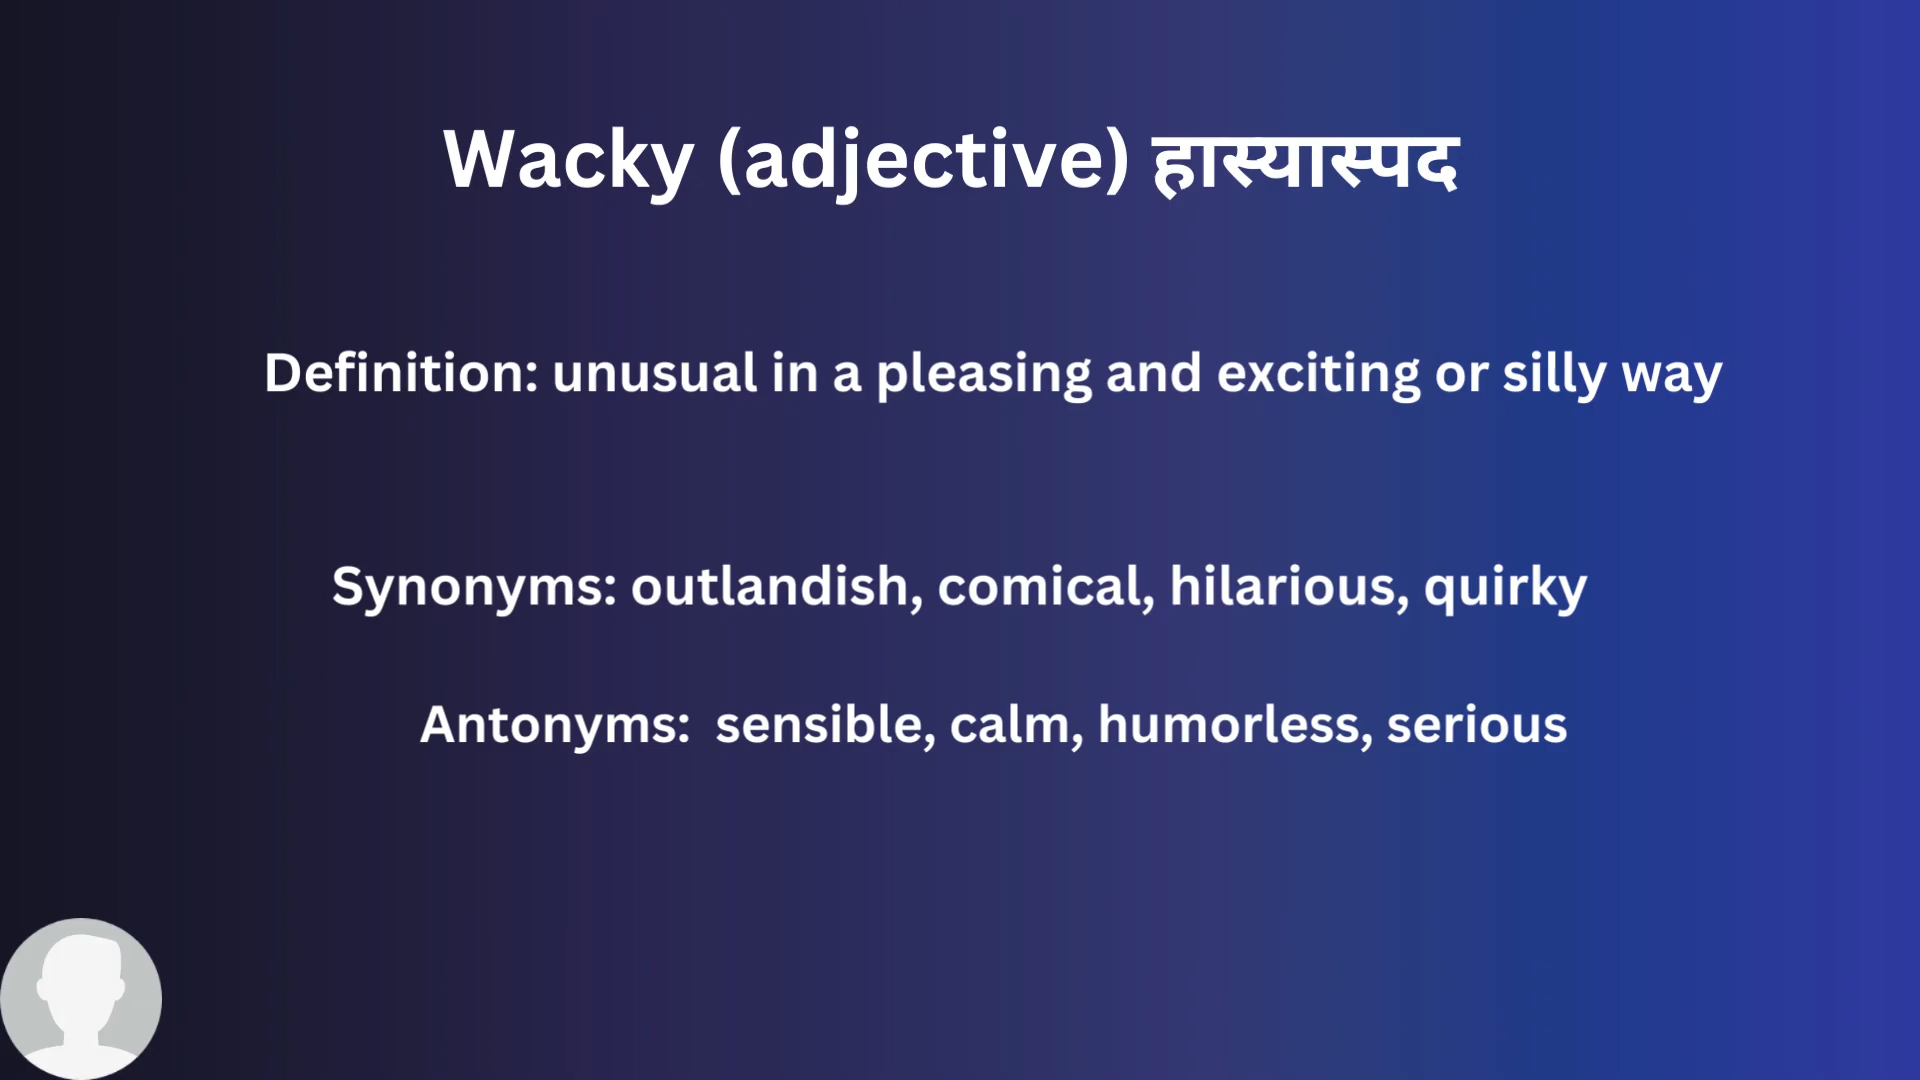 Wacky (adjective) हास्यास्पद
Definition: unusual in a pleasing and exciting or silly way
Synonyms: outlandish, comical, hilarious, quirky
Antonyms:  sensible, calm, humorless, serious